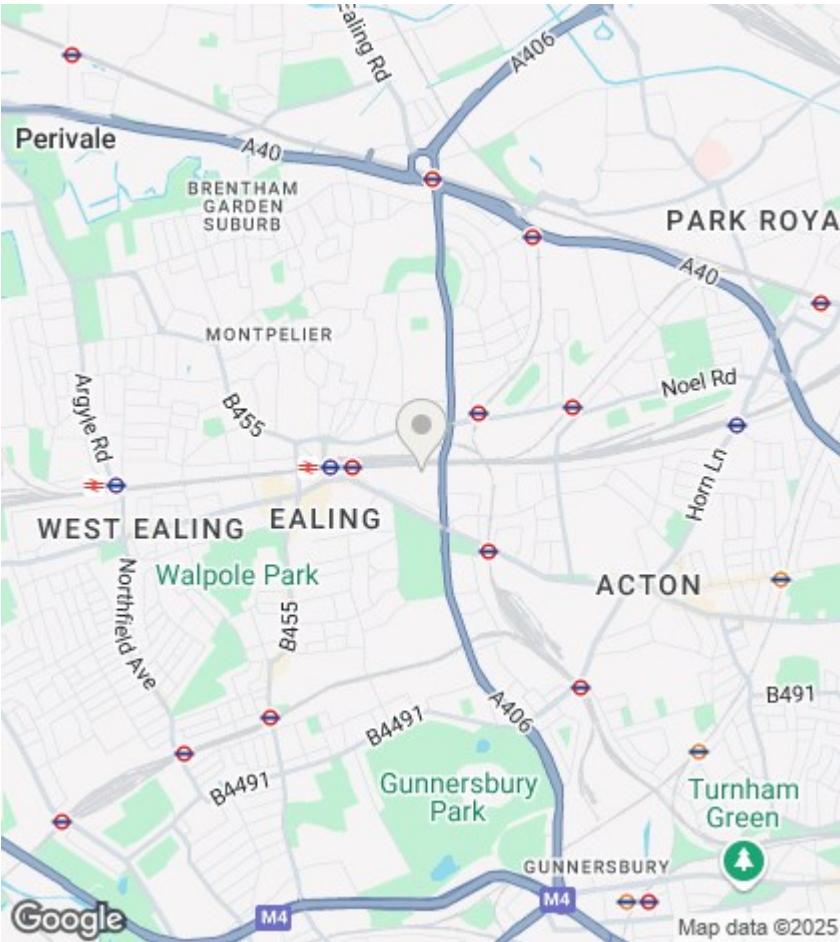 Ealing Rd
A406
Perivale
A40
BRENTHAM
GARDEN
SUBURB
PARK ROYA
A40
MONTPELIER
Argyle Rd
B455
Noel Rd
Horn Ln
WEST EALING
EALING
Walpole Park
ACTON
Northfield Ave
B455
B491
A406
B4491
B4491
Gunnersbury
Park
Turnham
Green
GUNNERSBURY
M4
M4
Google
Map data ©2025